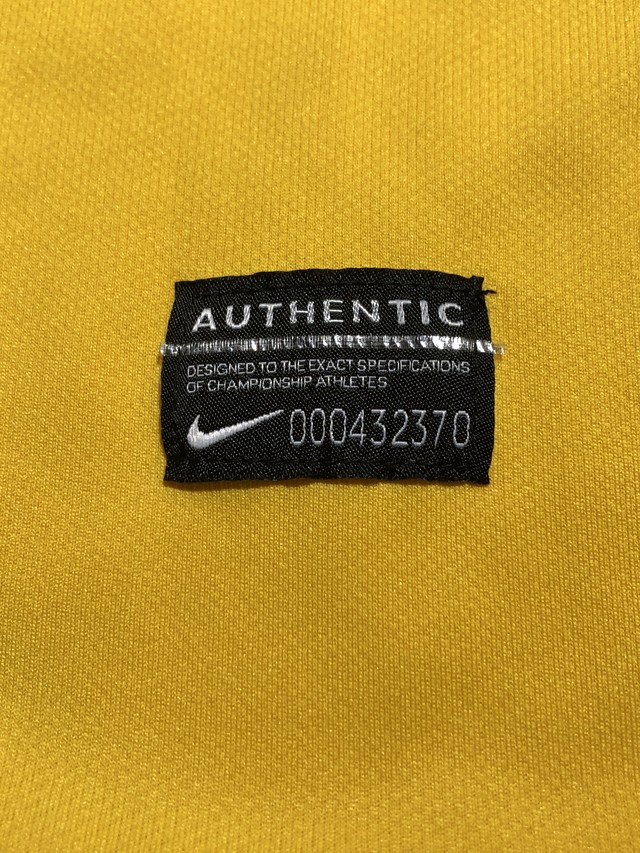 AUTHENTIC
DESIGNED TO THE EXACT SPECIFICATIONS
OF CHAMPIONSHIP ATHLETES
000432370